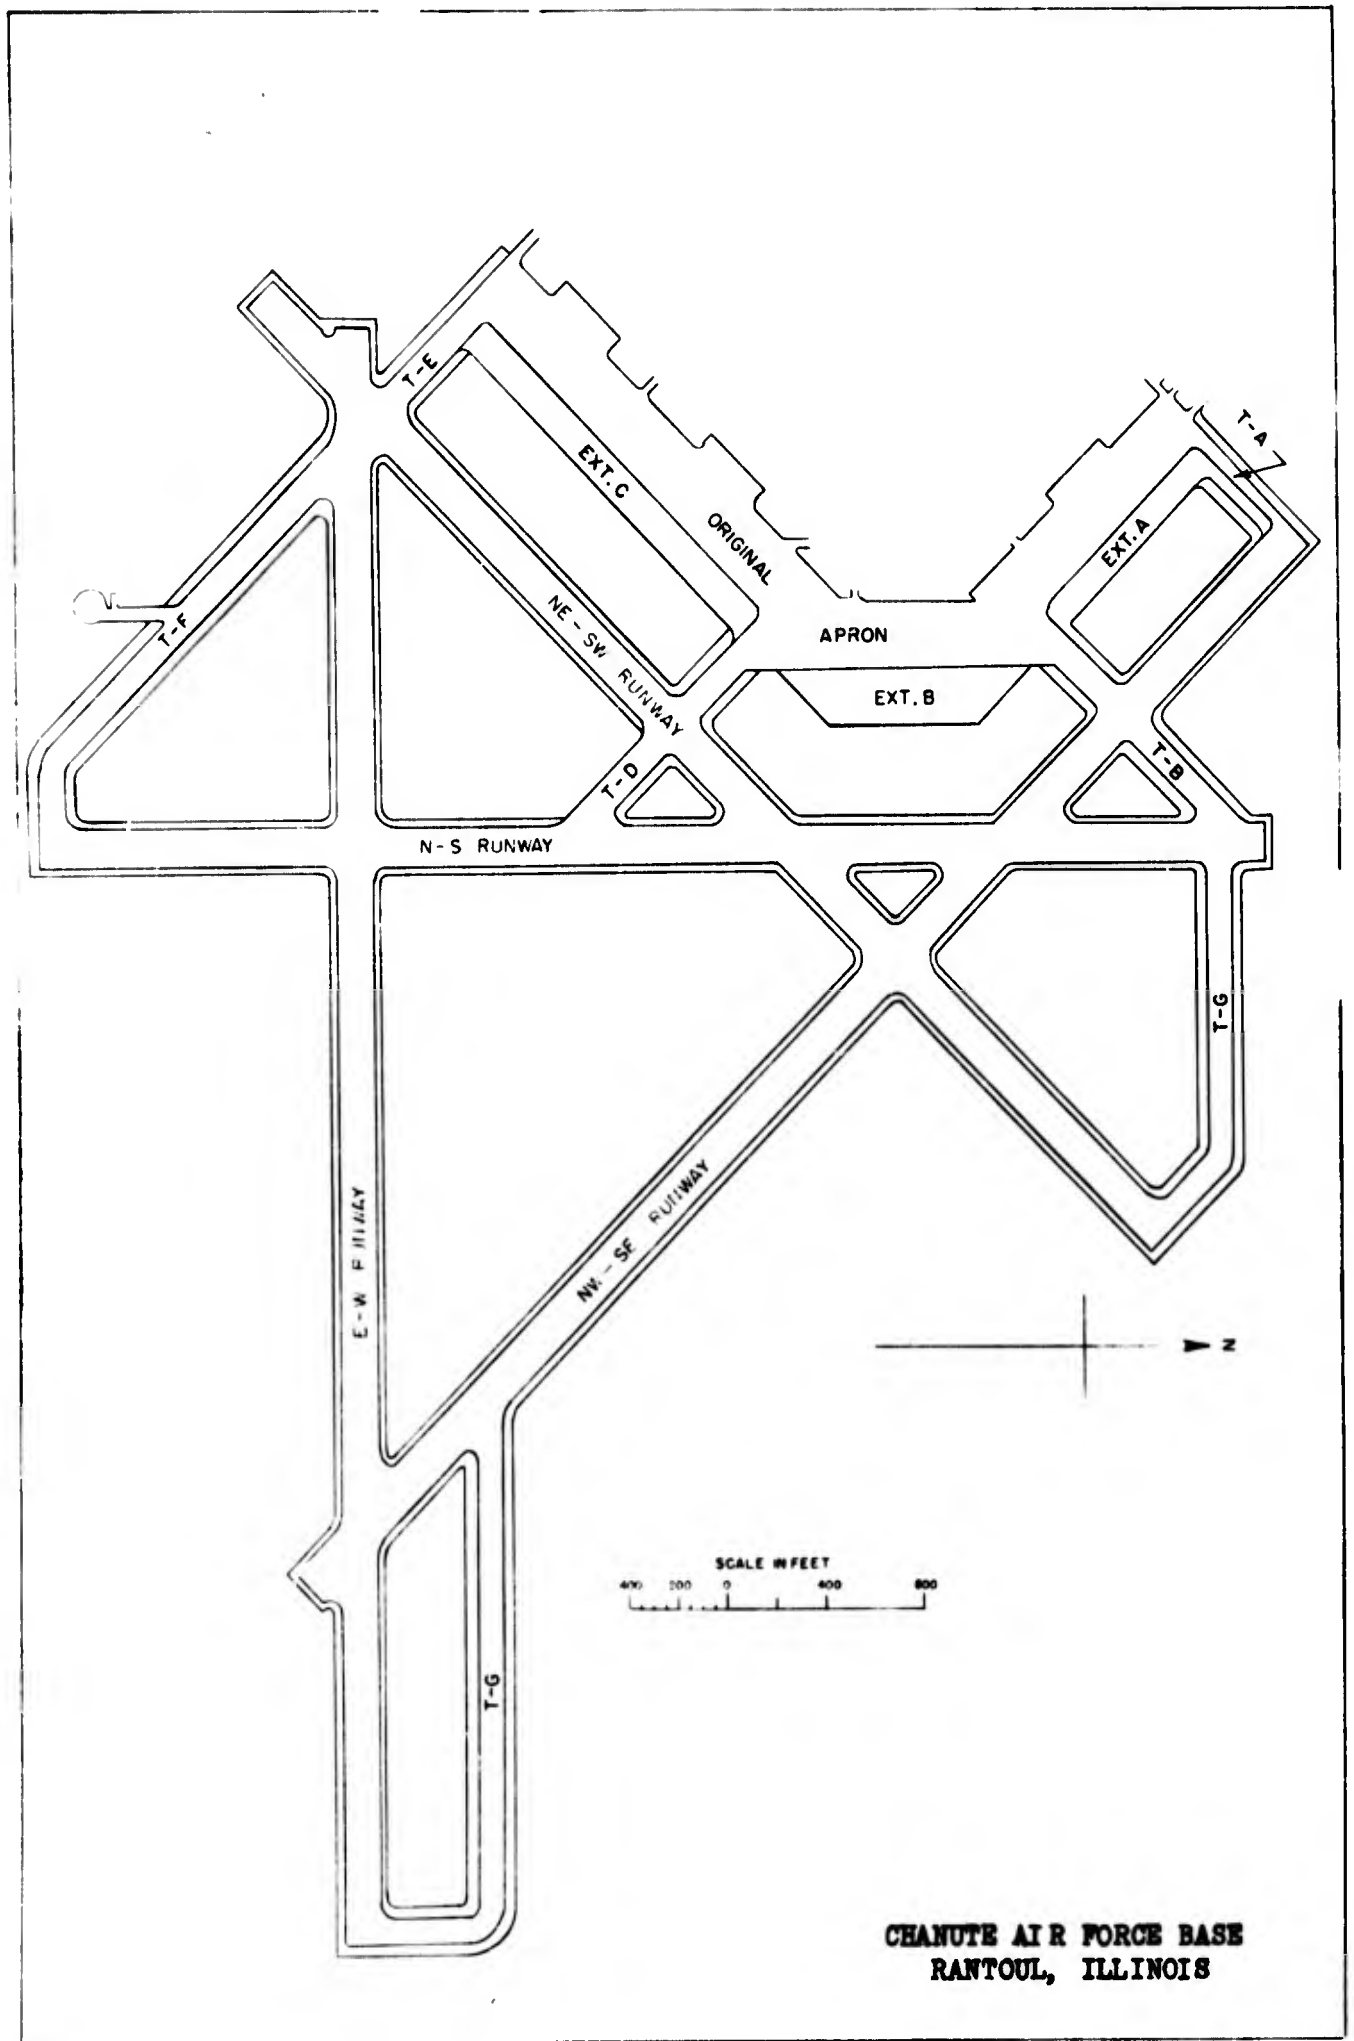 T-E
T-A
EXT. C
ORIGINAL
EXT. A
T-F
NE - SW RUNWAY
APRON
EXT. B
T-D
T-B
N-S RUNWAY
T-G
E-W
NW-SE RUNWAY
N
SCALE IN FEET
400 200 0 400 800
T-G
CHANUTE AIR FORCE BASE
RANTOUL, ILLINOIS